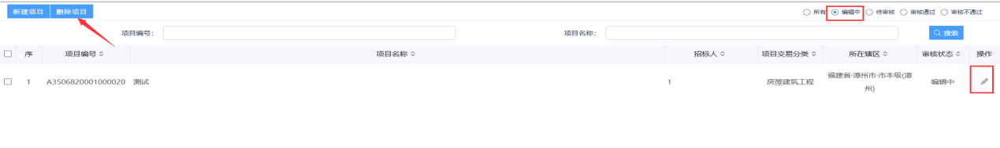 新建项目 删除项目 所有 编辑中 待审核 审核通过 审核不通过
项目编号： 项目名称： 搜索
序 项目编号 项目名称 招标人 项目交易分类 所在辖区 审核状态 操作
1 A3506820001000020 测试 1 房屋建筑工程 福建省·漳州市·市本级(漳州) 编辑中